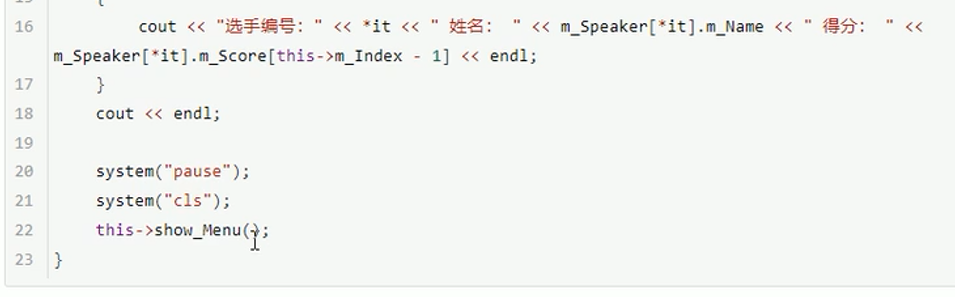 16 cout << "选手编号：" << *it << " 姓名： " << m_Speaker[*it].m_Name << " 得分： " <<
m_Speaker[*it].m_Score[this->m_Index - 1] << endl;
17 }
18 cout << endl;
19
20 system("pause");
21 system("cls");
22 this->show_Menu();
23 }